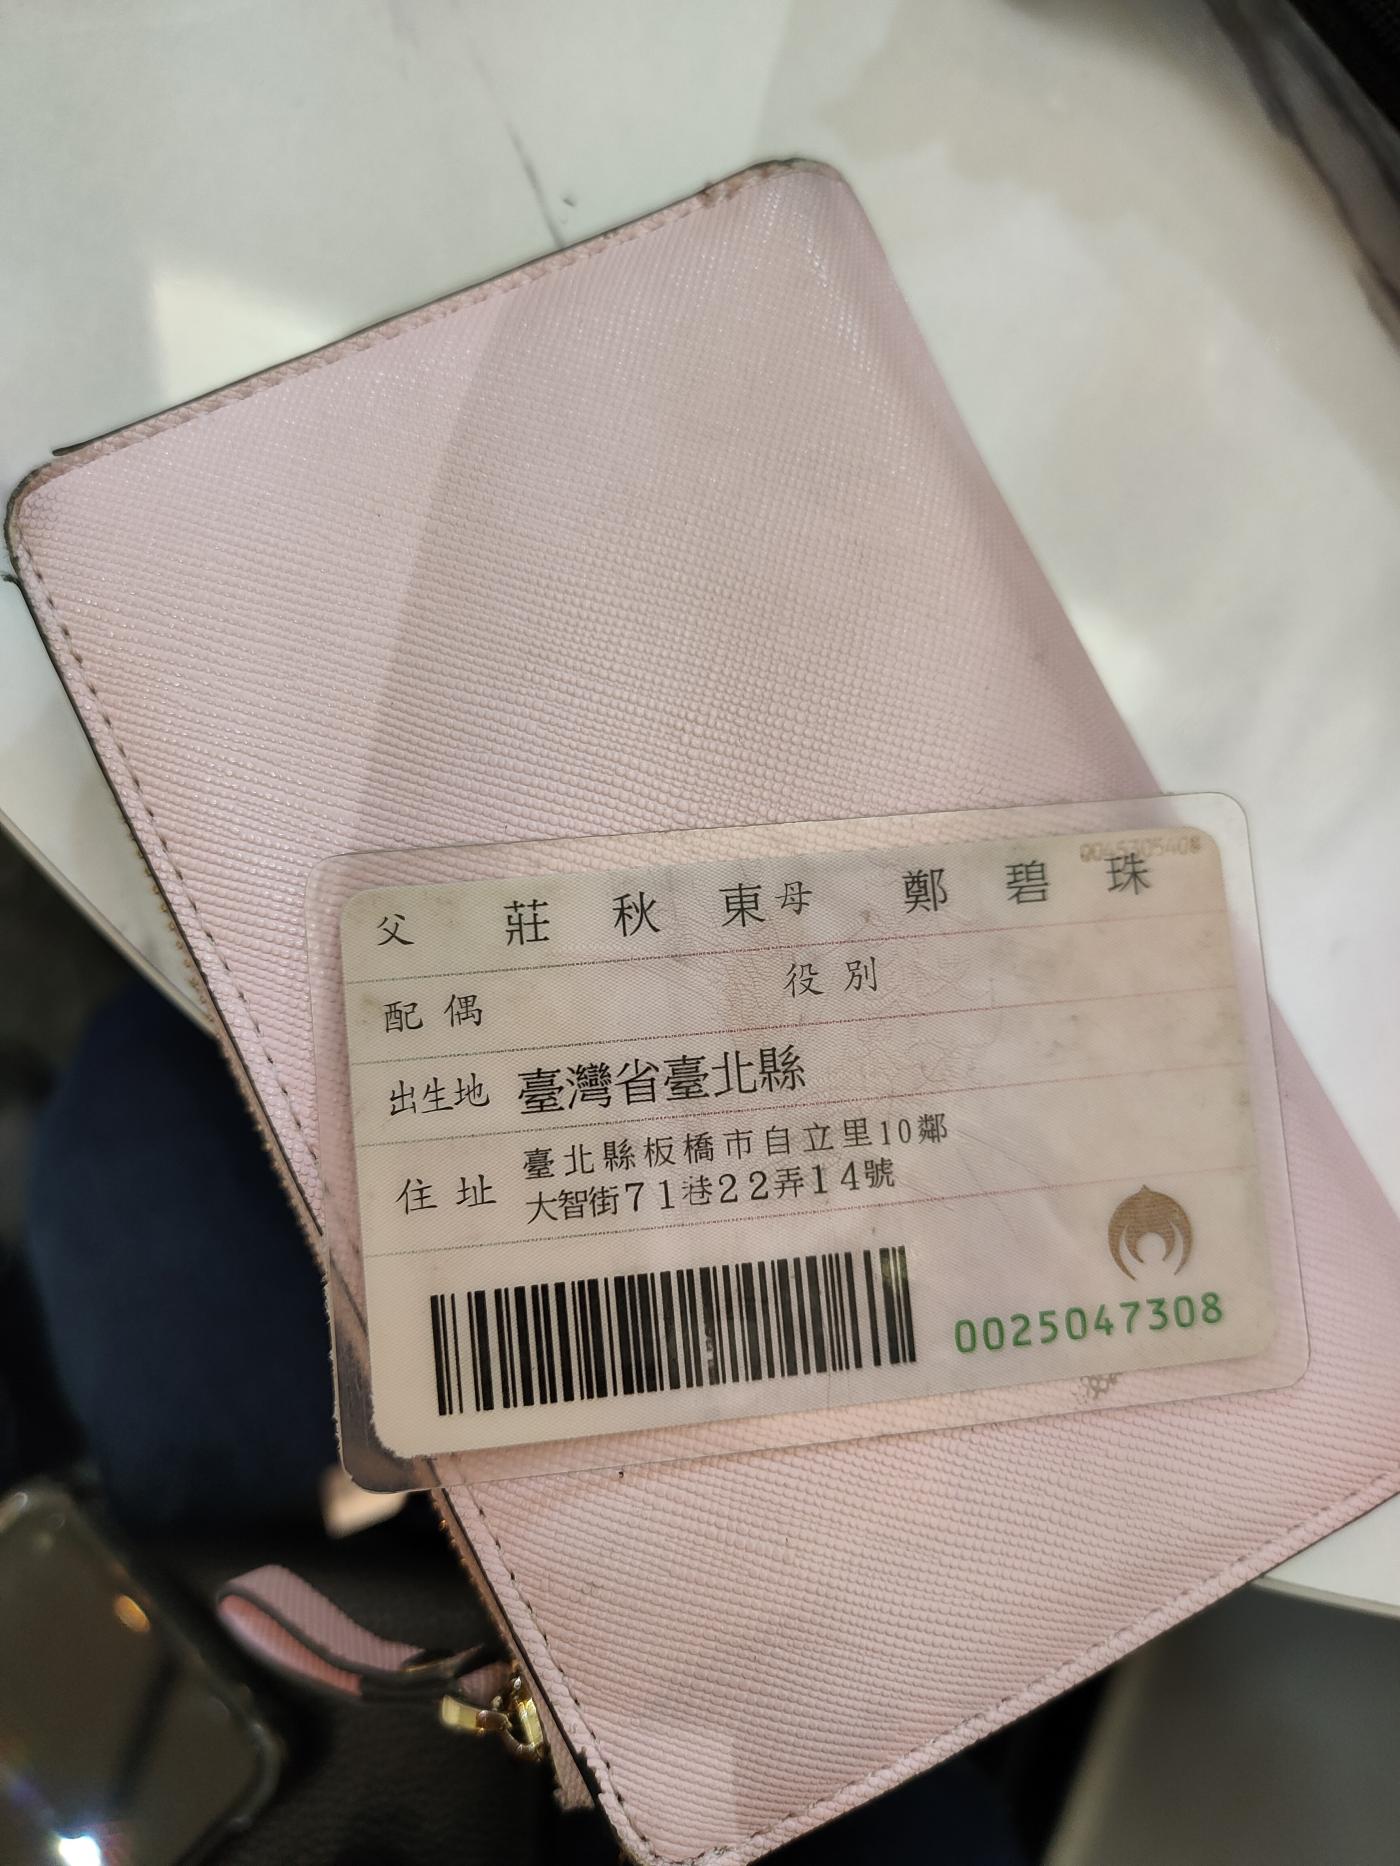 父 莊秋東 母 鄭碧珠
配偶 役別
出生地 臺灣省臺北縣
住址 臺北縣板橋市自立里10鄰
大智街71巷22弄14號
0025047308